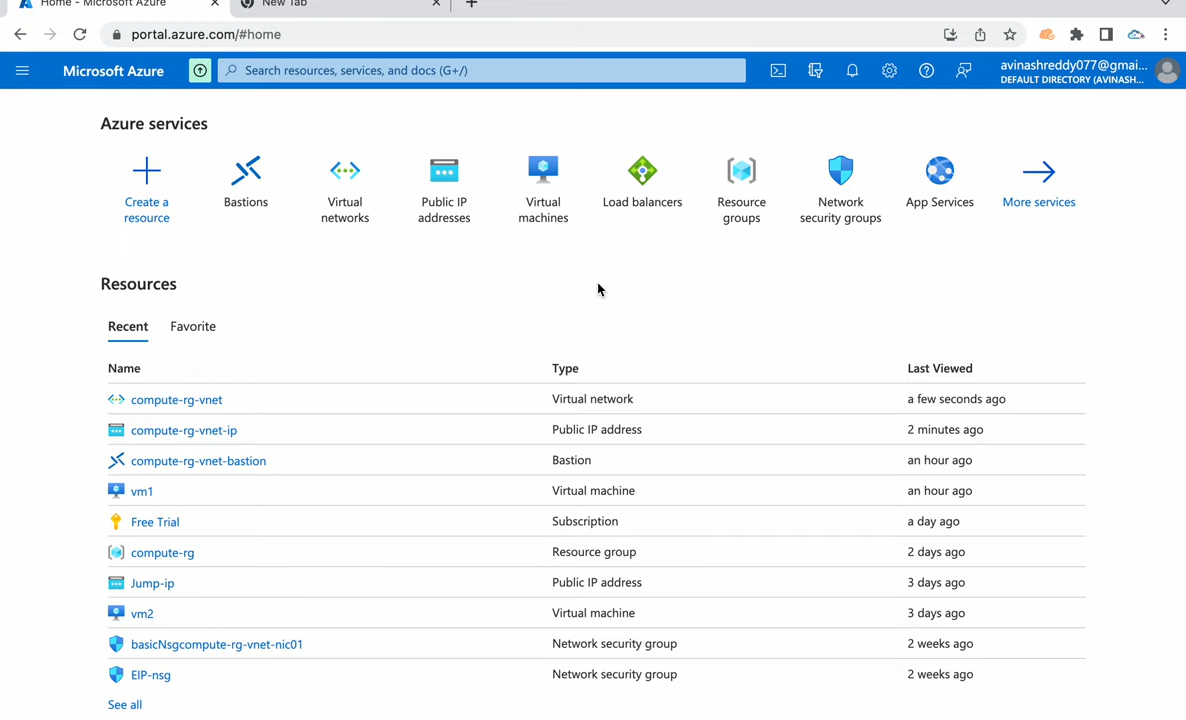 Home - Microsoft Azure
New Tab
portal.azure.com/#home
Microsoft Azure
Search resources, services, and docs (G+/)
avinashreddy077@gmai...
DEFAULT DIRECTORY (AVINASH...
Azure services
Create a
resource
Bastions
Virtual
networks
Public IP
addresses
Virtual
machines
Load balancers
Resource
groups
Network
security groups
App Services
More services
Resources
Recent Favorite
Name Type Last Viewed
compute-rg-vnet Virtual network a few seconds ago
compute-rg-vnet-ip Public IP address 2 minutes ago
compute-rg-vnet-bastion Bastion an hour ago
vm1 Virtual machine an hour ago
Free Trial Subscription a day ago
compute-rg Resource group 2 days ago
Jump-ip Public IP address 3 days ago
vm2 Virtual machine 3 days ago
basicNsgcompute-rg-vnet-nic01 Network security group 2 weeks ago
EIP-nsg Network security group 2 weeks ago
See all